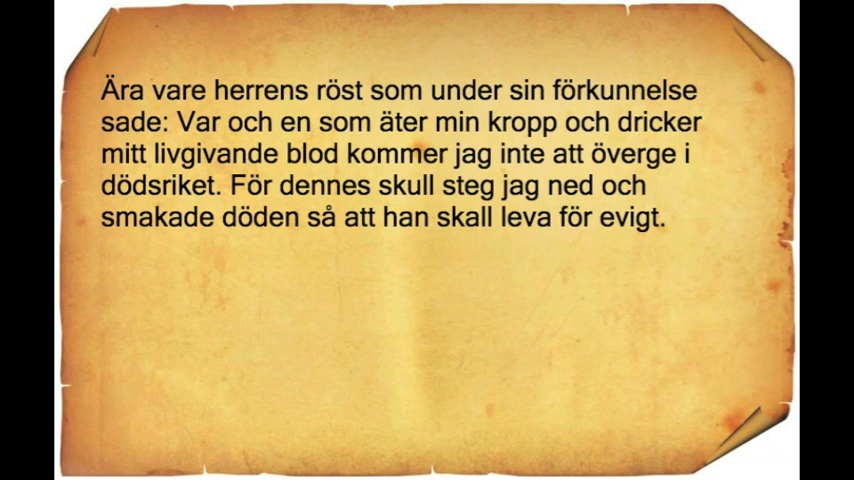 Ära vare herrens röst som under sin förkunnelse
sade: Var och en som äter min kropp och dricker
mitt livgivande blod kommer jag inte att överge i
dödsriket. För dennes skull steg jag ned och
smakade döden så att han skall leva för evigt.